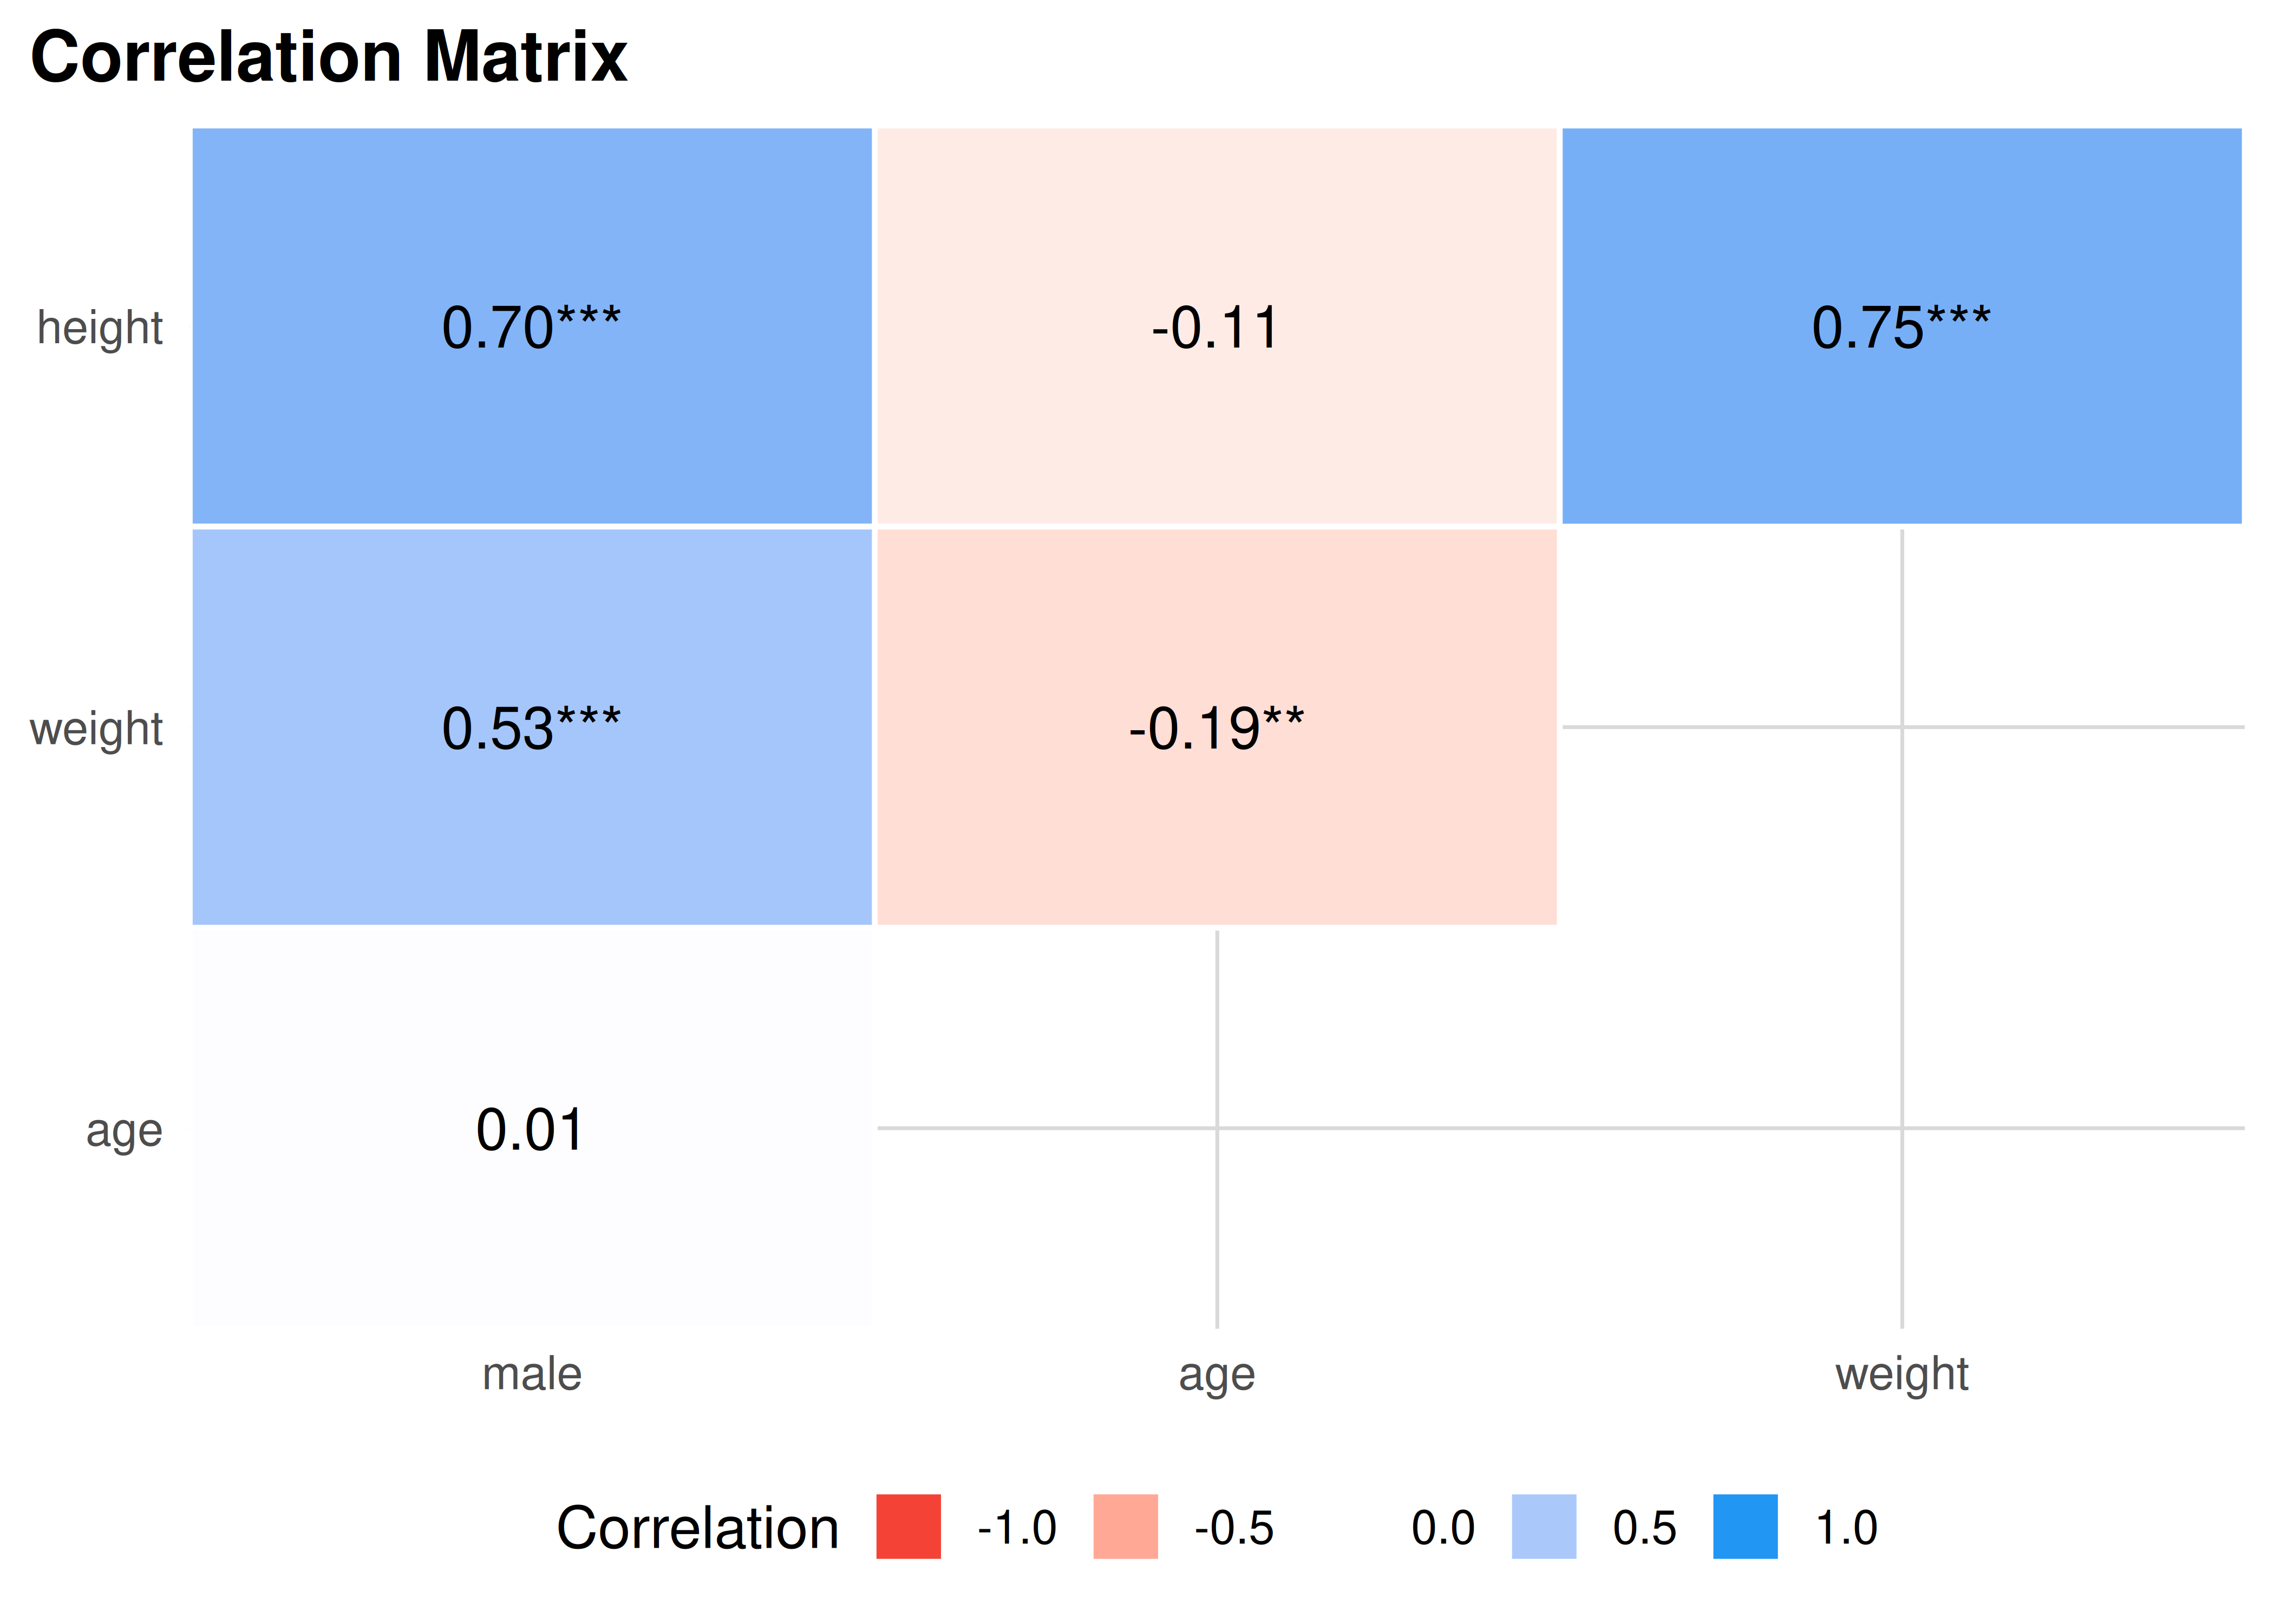 Correlation Matrix
height 0.70*** -0.11 0.75***
weight 0.53*** -0.19**
age 0.01
male age weight
Correlation -1.0 -0.5 0.0 0.5 1.0